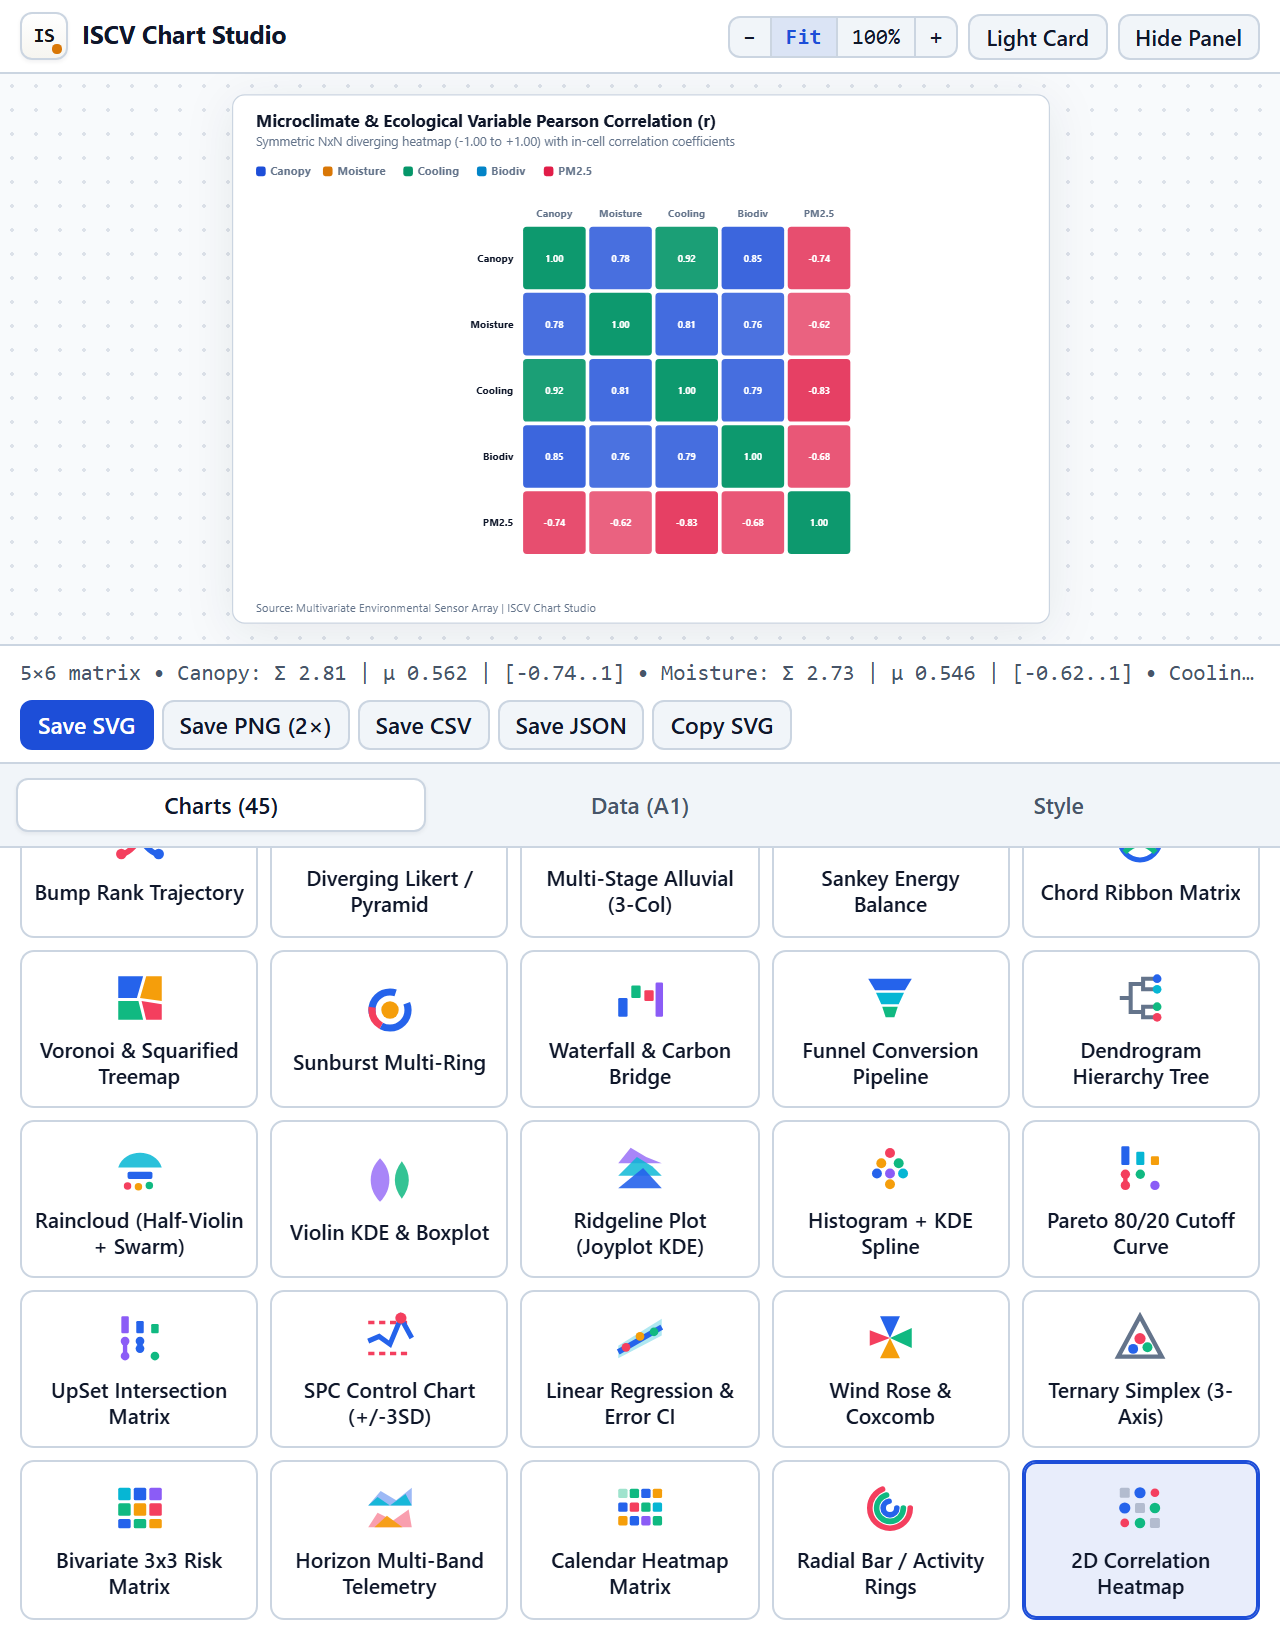 IS ISCV Chart Studio − Fit 100% + Light Card Hide Panel
Microclimate & Ecological Variable Pearson Correlation (r)
Symmetric NxN diverging heatmap (-1.00 to +1.00) with in-cell correlation coefficients
Canopy Moisture Cooling Biodiv PM2.5
Canopy Moisture Cooling Biodiv PM2.5
Canopy 1.00 0.78 0.92 0.85 -0.74
Moisture 0.78 1.00 0.81 0.76 -0.62
Cooling 0.92 0.81 1.00 0.79 -0.83
Biodiv 0.85 0.76 0.79 1.00 -0.68
PM2.5 -0.74 -0.62 -0.83 -0.68 1.00
Source: Multivariate Environmental Sensor Array | ISCV Chart Studio
5×6 matrix • Canopy: Σ 2.81 | μ 0.562 | [-0.74..1] • Moisture: Σ 2.73 | μ 0.546 | [-0.62..1] • Coolin…
Save SVG Save PNG (2×) Save CSV Save JSON Copy SVG
Charts (45) Data (A1) Style
Bump Rank Trajectory
Diverging Likert /
Pyramid
Multi-Stage Alluvial
(3-Col)
Sankey Energy
Balance
Chord Ribbon Matrix
Voronoi & Squarified
Treemap
Sunburst Multi-Ring
Waterfall & Carbon
Bridge
Funnel Conversion
Pipeline
Dendrogram
Hierarchy Tree
Raincloud (Half-Violin
+ Swarm)
Violin KDE & Boxplot
Ridgeline Plot
(Joyplot KDE)
Histogram + KDE
Spline
Pareto 80/20 Cutoff
Curve
UpSet Intersection
Matrix
SPC Control Chart
(+/-3SD)
Linear Regression &
Error CI
Wind Rose &
Coxcomb
Ternary Simplex (3-
Axis)
Bivariate 3x3 Risk
Matrix
Horizon Multi-Band
Telemetry
Calendar Heatmap
Matrix
Radial Bar / Activity
Rings
2D Correlation
Heatmap